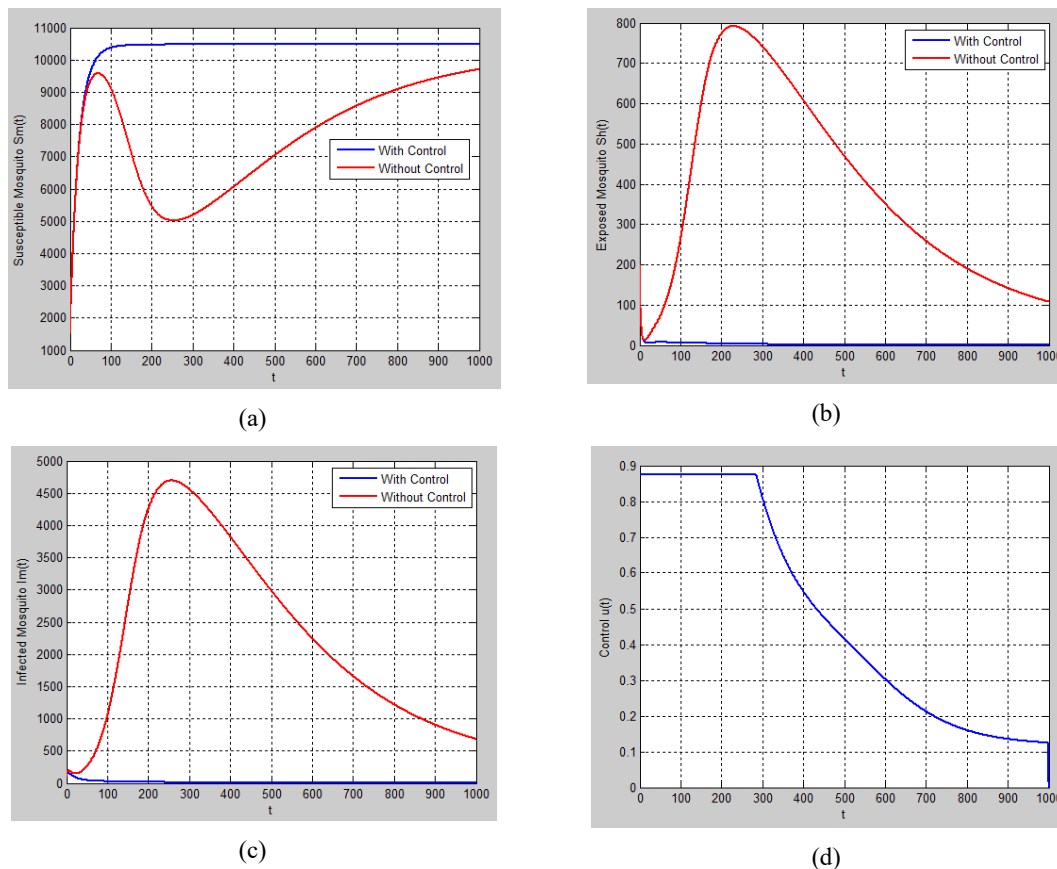 11000
10000
9000
8000
7000
6000
5000
4000
3000
2000
1000
0 100 200 300 400 500 600 700 800 900 1000
t
Susceptible Mosquito Sm(t)
With Control
Without Control
(a)
800
700
600
500
400
300
200
100
0
0 100 200 300 400 500 600 700 800 900 1000
t
Exposed Mosquito Sh(t)
With Control
Without Control
(b)
5000
4500
4000
3500
3000
2500
2000
1500
1000
500
0
0 100 200 300 400 500 600 700 800 900 1000
t
Infected Mosquito Im(t)
With Control
Without Control
(c)
0.9
0.8
0.7
0.6
0.5
0.4
0.3
0.2
0.1
0
0 100 200 300 400 500 600 700 800 900 1000
t
Control u(t)
(d)